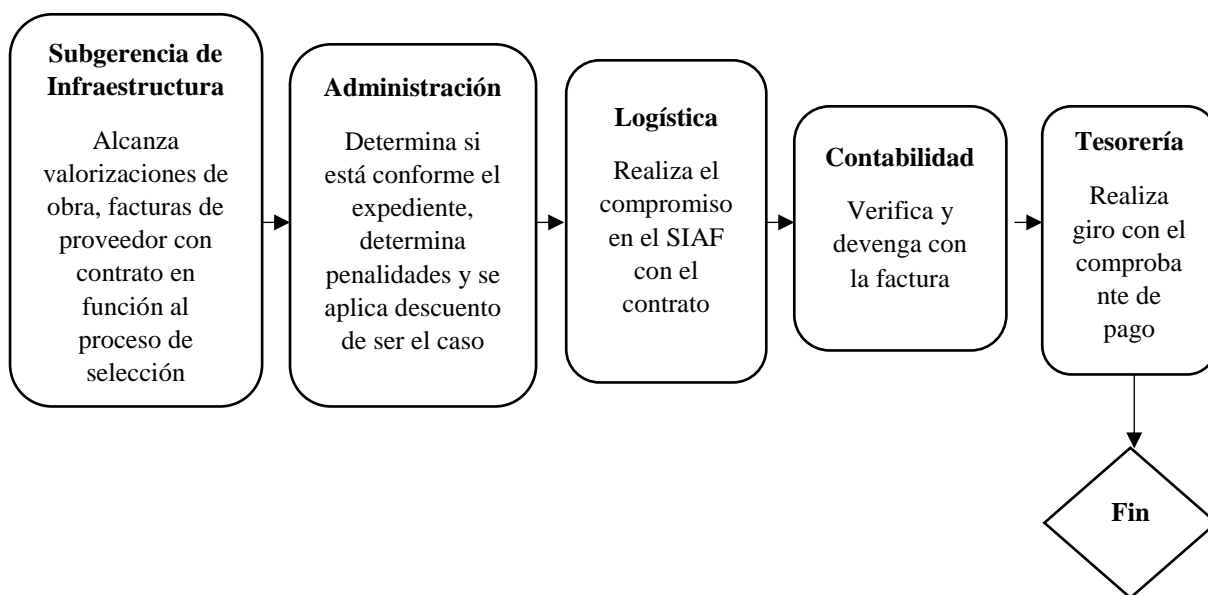 Subgerencia de
Infraestructura
Alcanza
valorizaciones de
obra, facturas de
proveedor con
contrato en
función al
proceso de
selección
Administración
Determina si
está conforme el
expediente,
determina
penalidades y se
aplica descuento
de ser el caso
Logística
Realiza el
compromiso
en el SIAF
con el
contrato
Contabilidad
Verifica y
devenga con
la factura
Tesorería
Realiza
giro con el
comproba
nte de
pago
Fin